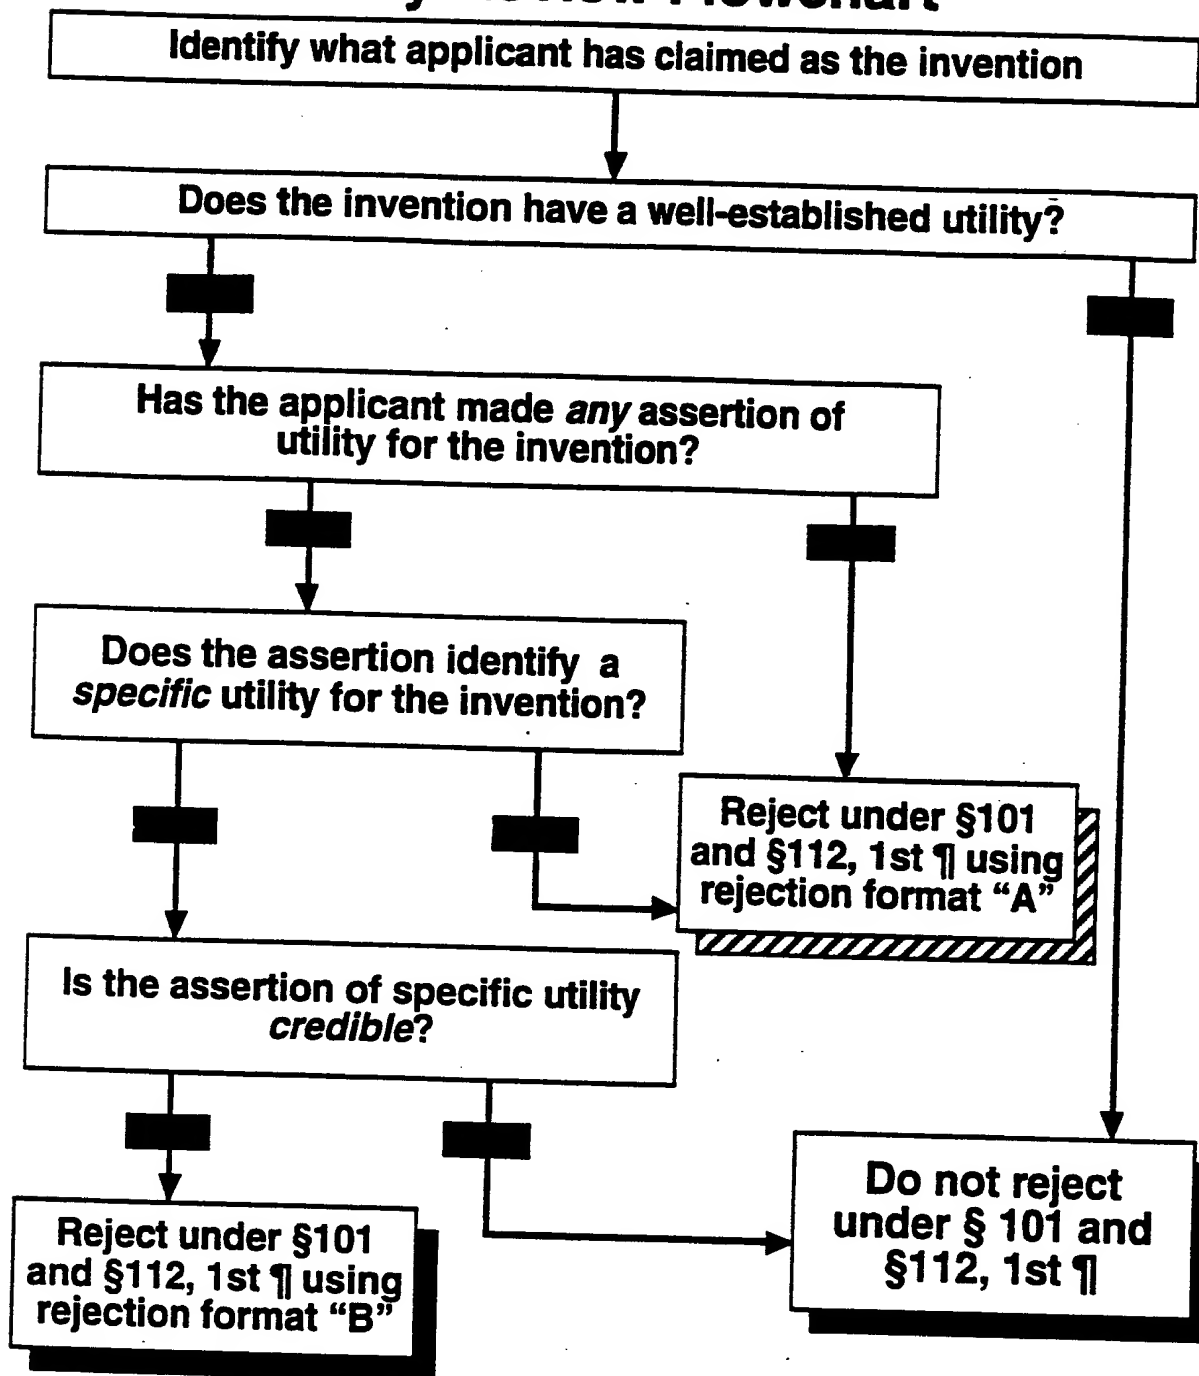 Review Flowchart
Identify what applicant has claimed as the invention
Does the invention have a well-established utility?
Has the applicant made any assertion of
utility for the invention?
Does the assertion identify a
specific utility for the invention?
Reject under §101
and §112, 1st ¶ using
rejection format “A”
Is the assertion of specific utility
credible?
Reject under §101
and §112, 1st ¶ using
rejection format “B”
Do not reject
under § 101 and
§112, 1st ¶